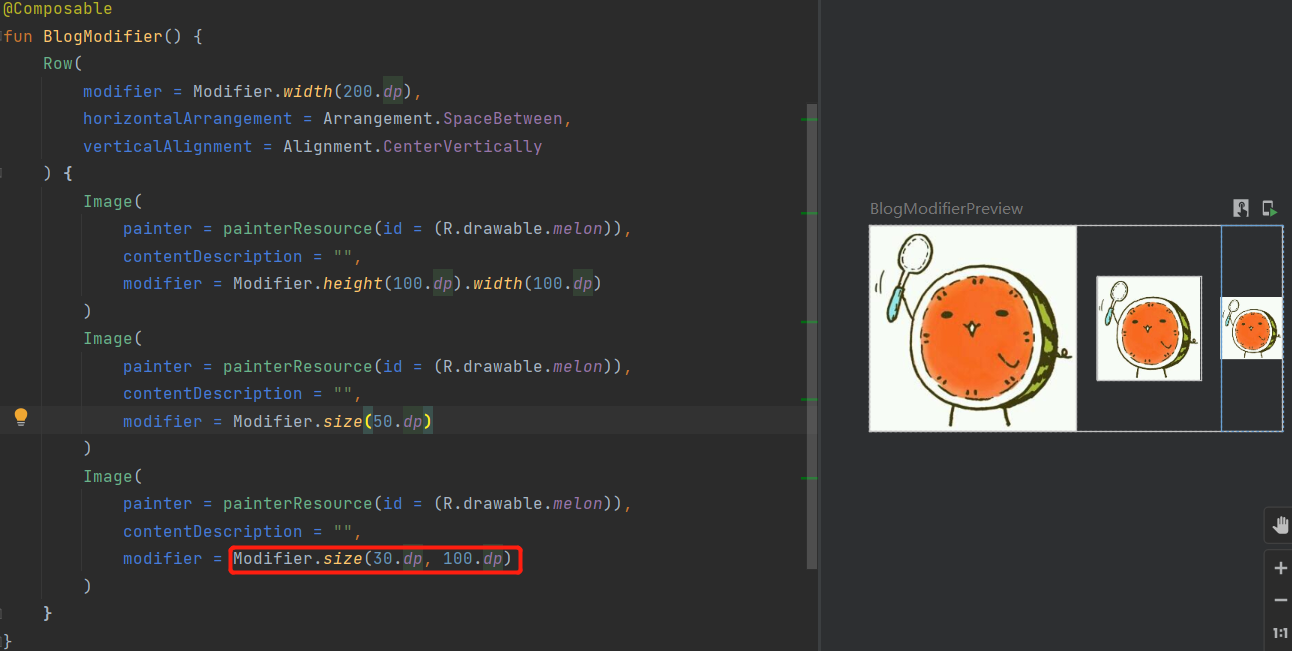 @Composable
fun BlogModifier() {
    Row(
        modifier = Modifier.width(200.dp),
        horizontalArrangement = Arrangement.SpaceBetween,
        verticalAlignment = Alignment.CenterVertically
    ) {
        Image(
            painter = painterResource(id = (R.drawable.melon)),
            contentDescription = "",
            modifier = Modifier.height(100.dp).width(100.dp)
        )
        Image(
            painter = painterResource(id = (R.drawable.melon)),
            contentDescription = "",
            modifier = Modifier.size(50.dp)
        )
        Image(
            painter = painterResource(id = (R.drawable.melon)),
            contentDescription = "",
            modifier = Modifier.size(30.dp, 100.dp)
        )
    }
}
BlogModifierPreview
1:1